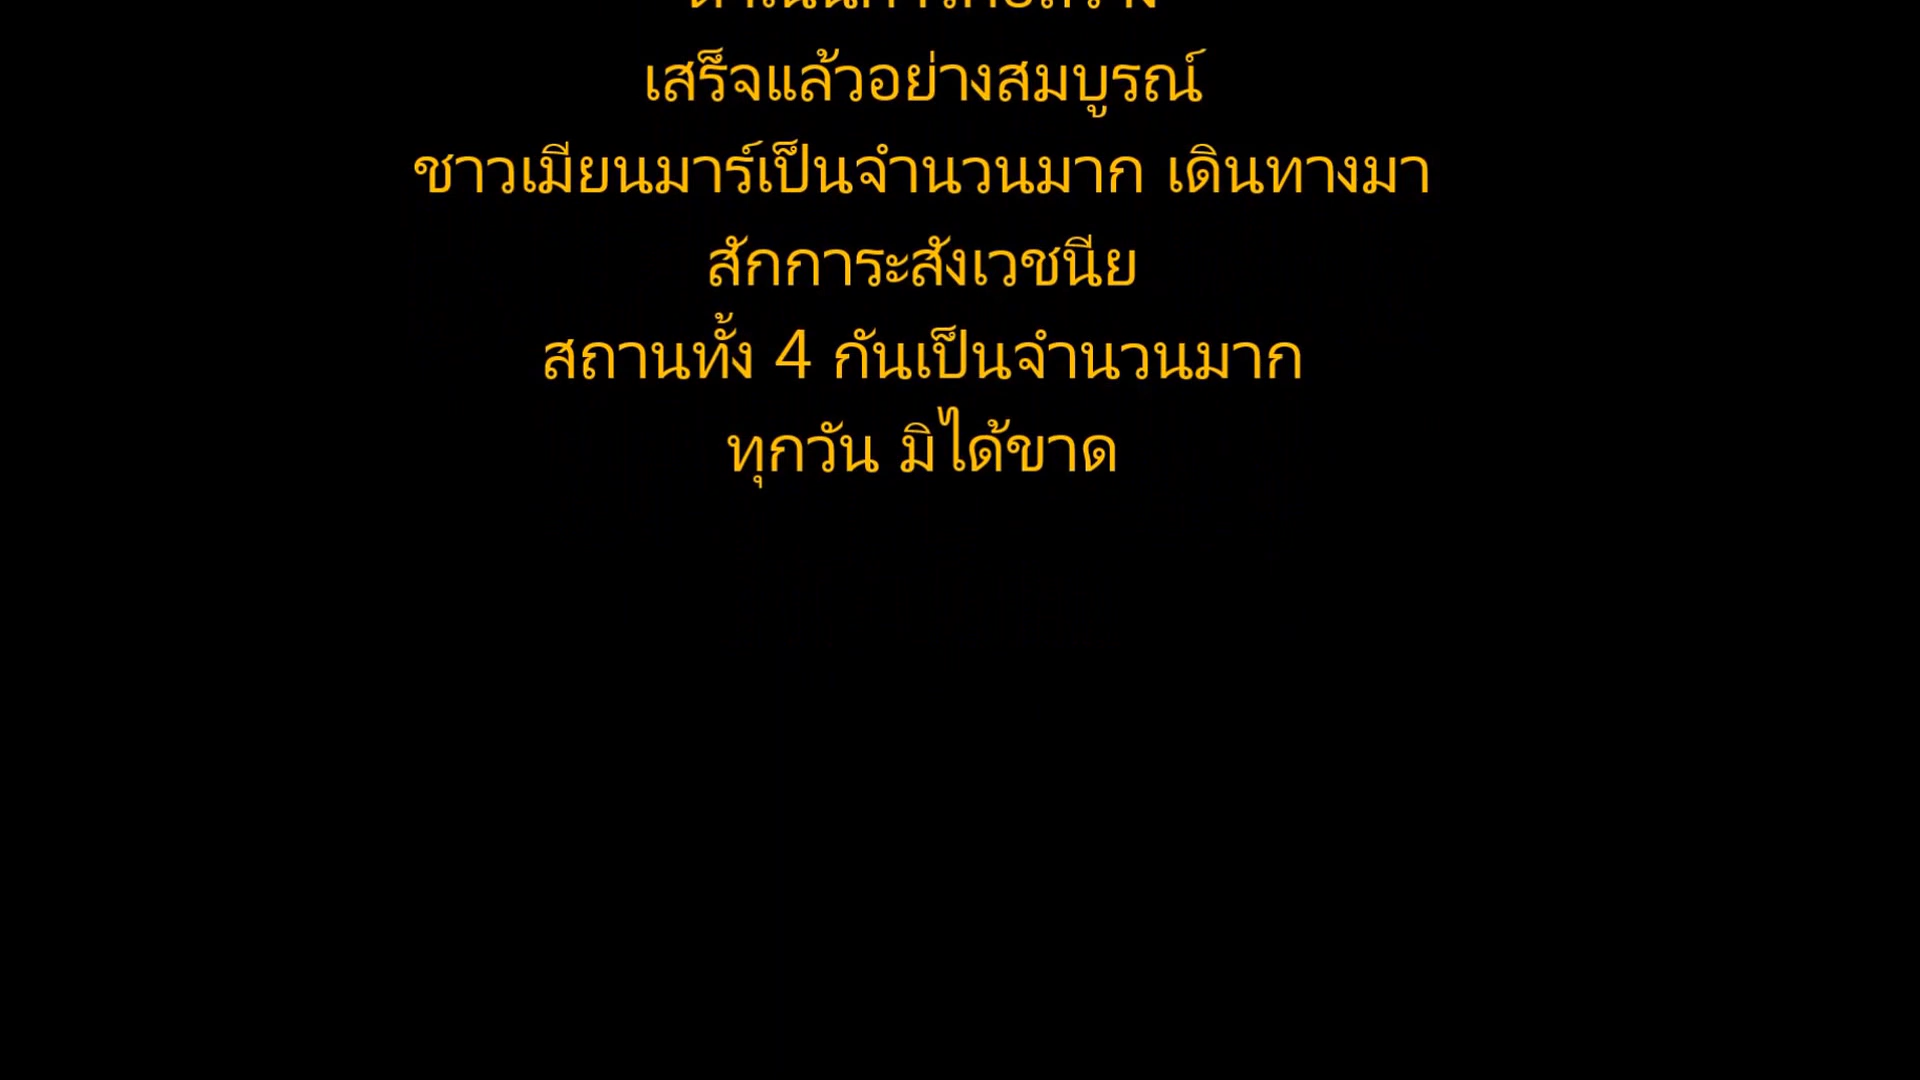 เสร็จแล้วอย่างสมบูรณ์
ชาวเมียนมาร์เป็นจำนวนมาก เดินทางมา
สักการะสังเวชนีย
สถานทั้ง 4 กันเป็นจำนวนมาก
ทุกวัน มิได้ขาด